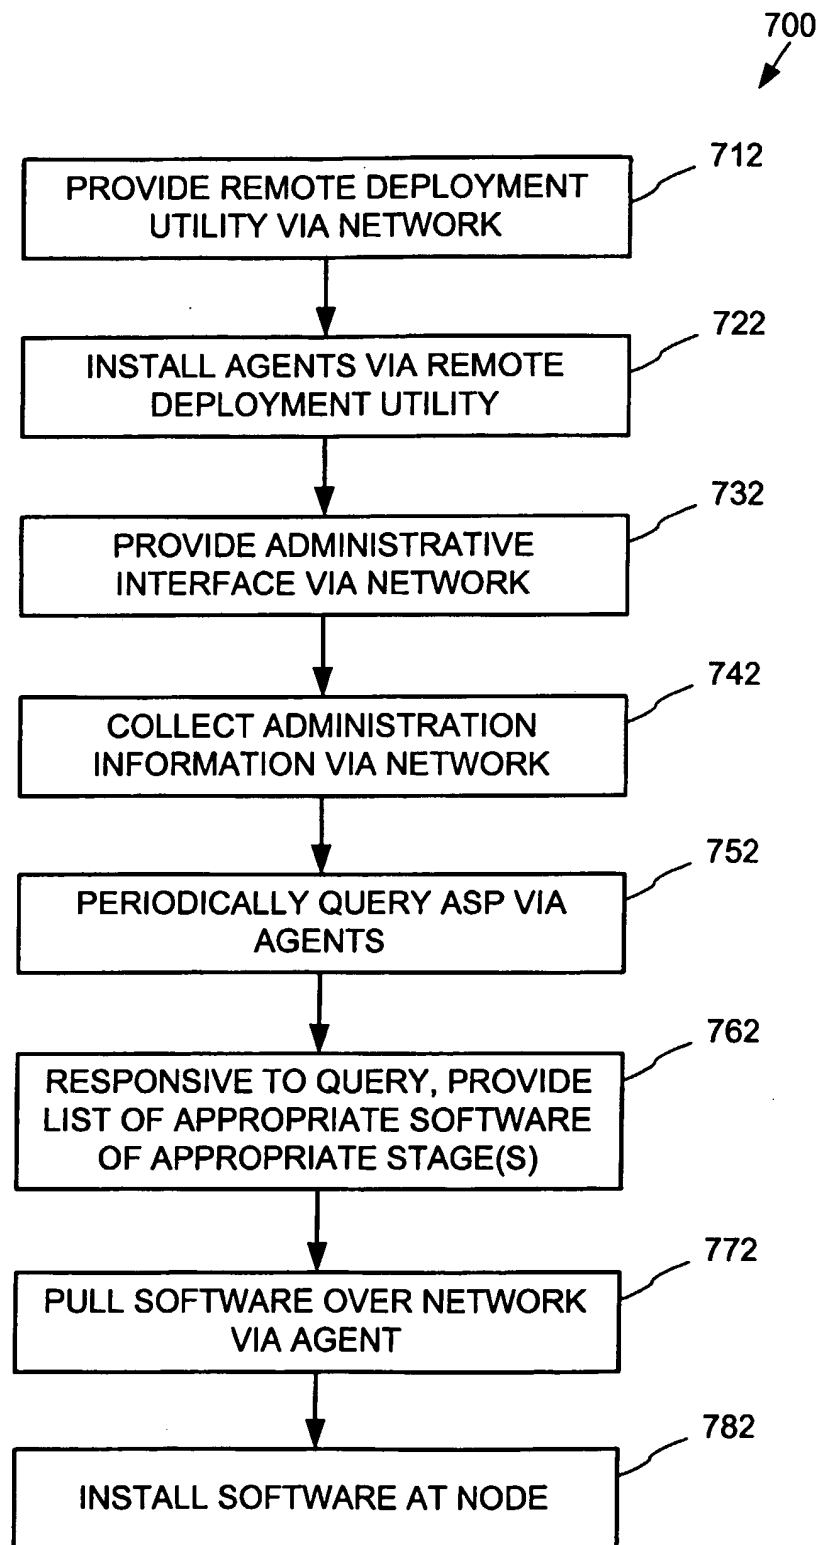 700
712
PROVIDE REMOTE DEPLOYMENT
UTILITY VIA NETWORK
722
INSTALL AGENTS VIA REMOTE
DEPLOYMENT UTILITY
732
PROVIDE ADMINISTRATIVE
INTERFACE VIA NETWORK
742
COLLECT ADMINISTRATION
INFORMATION VIA NETWORK
752
PERIODICALLY QUERY ASP VIA
AGENTS
762
RESPONSIVE TO QUERY, PROVIDE
LIST OF APPROPRIATE SOFTWARE
OF APPROPRIATE STAGE(S)
772
PULL SOFTWARE OVER NETWORK
VIA AGENT
782
INSTALL SOFTWARE AT NODE